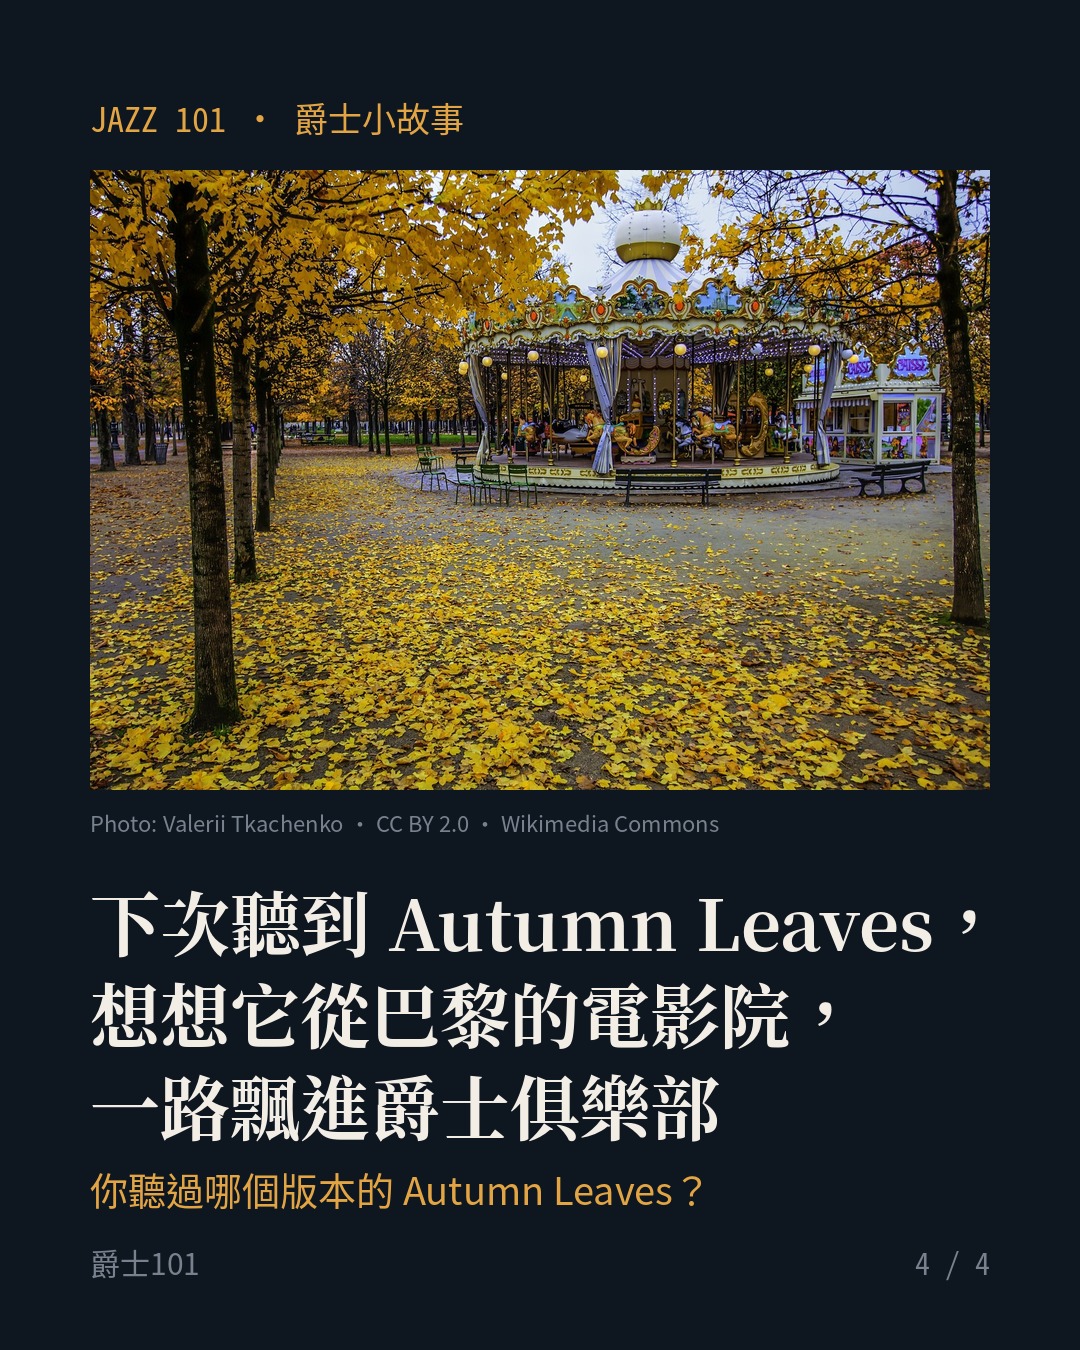 JAZZ 101 · 爵士小故事
Photo: Valerii Tkachenko · CC BY 2.0 · Wikimedia Commons
下次聽到 Autumn Leaves，
想想它從巴黎的電影院，
一路飄進爵士俱樂部
你聽過哪個版本的 Autumn Leaves？
爵士101
4 / 4